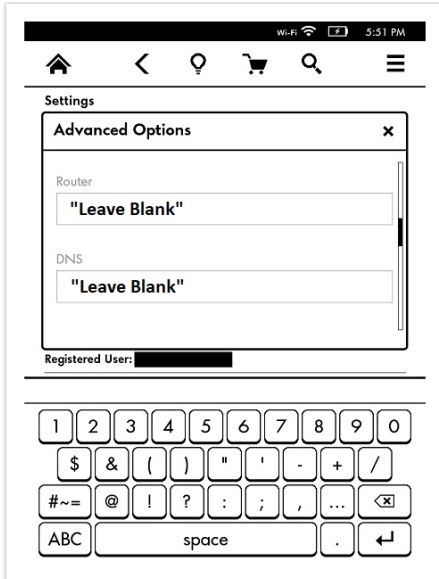 Wi-Fi 5:51 PM
Settings
Advanced Options ×
Router
"Leave Blank"
DNS
"Leave Blank"
Registered User:
1 2 3 4 5 6 7 8 9 0
$ & ( ) " ' - + /
#~= @ ! ? : ; , ...
ABC space .